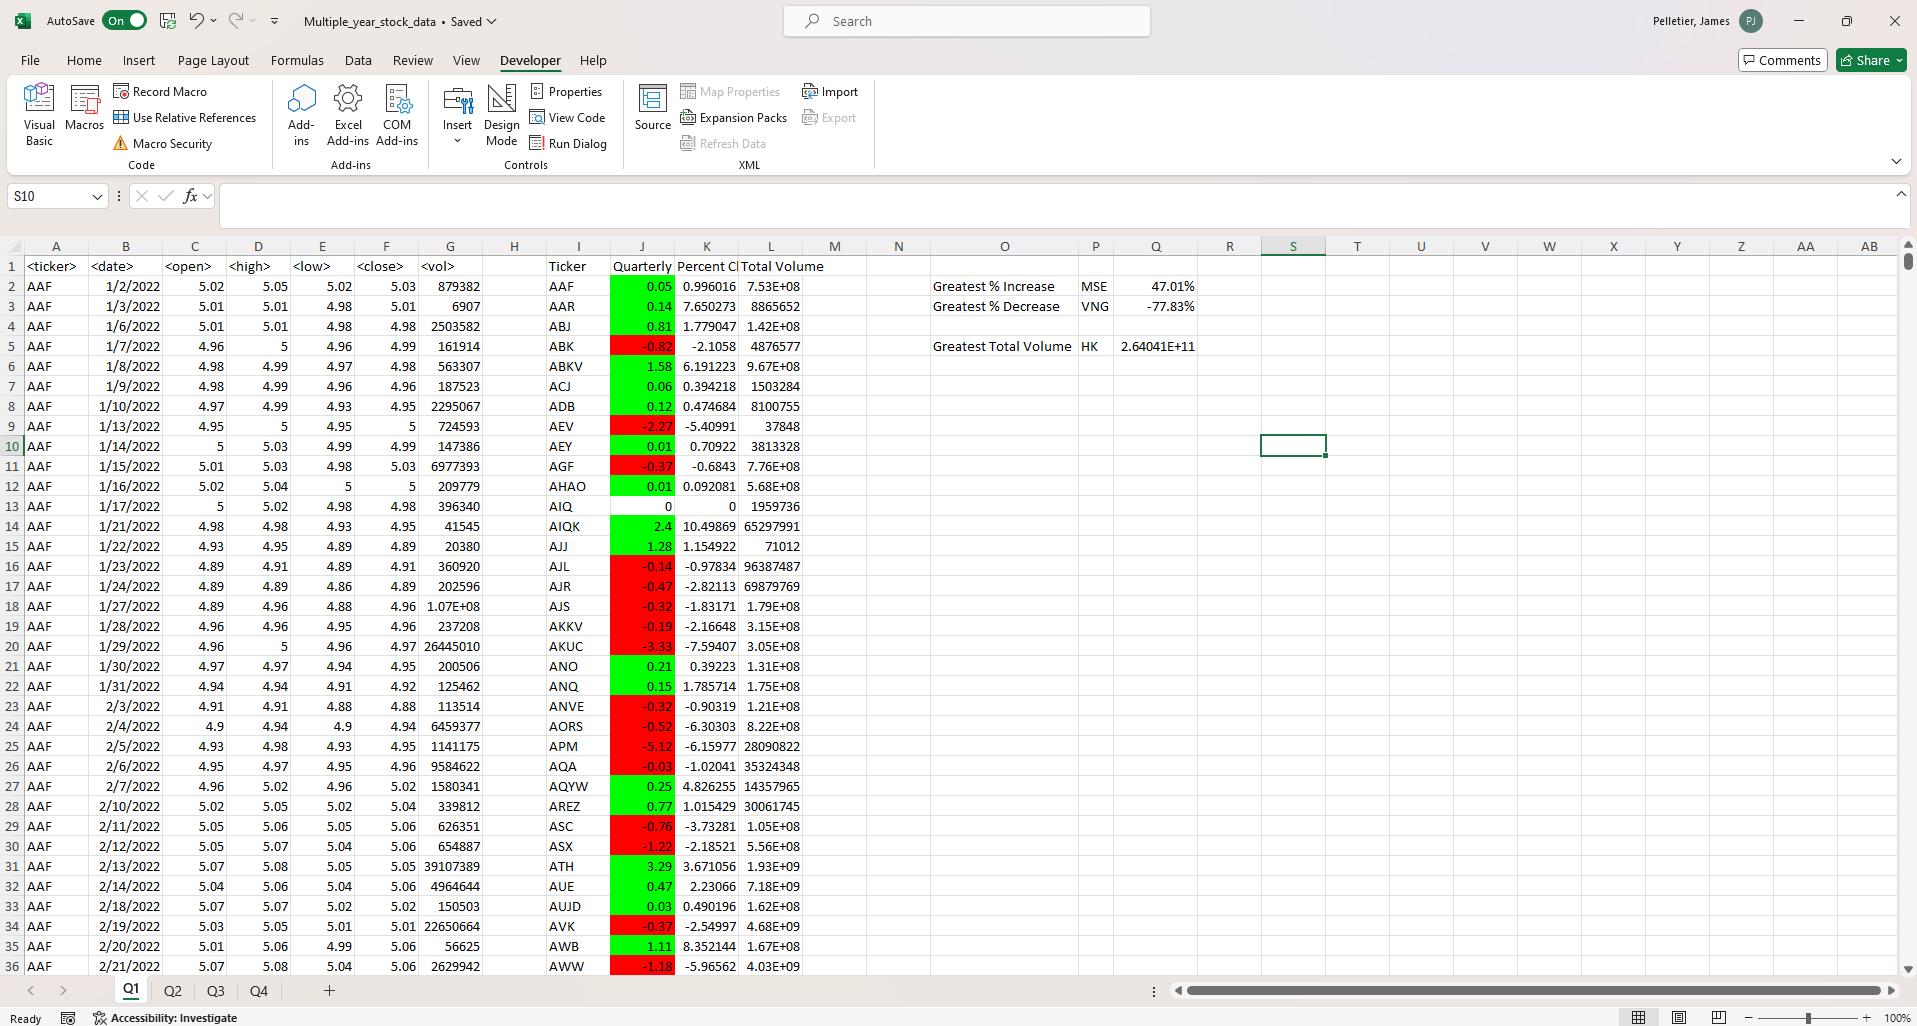 AutoSave On Multiple_year_stock_data • Saved Search Pelletier, James PJ
File Home Insert Page Layout Formulas Data Review View Developer Help Comments Share
Visual Basic Macros Record Macro Use Relative References Macro Security Code
Add-ins Excel Add-ins COM Add-ins Add-ins
Insert Design Mode Properties View Code Run Dialog Controls
Source Map Properties Expansion Packs Refresh Data Import Export XML
S10 fx
A B C D E F G H I J K L M N O P Q R S T U V W X Y Z AA AB
1 <ticker> <date> <open> <high> <low> <close> <vol> Ticker Quarterly Percent Cl Total Volume
2 AAF 1/2/2022 5.02 5.05 5.02 5.03 879382 AAF 0.05 0.996016 7.53E+08 Greatest % Increase MSE 47.01%
3 AAF 1/3/2022 5.01 5.01 4.98 5.01 6907 AAR 0.14 7.650273 8865652 Greatest % Decrease VNG -77.83%
4 AAF 1/6/2022 5.01 5.01 4.98 4.98 2503582 ABJ 0.81 1.779047 1.42E+08
5 AAF 1/7/2022 4.96 5 4.96 4.99 161914 ABK -0.82 -2.1058 4876577 Greatest Total Volume HK 2.64041E+11
6 AAF 1/8/2022 4.98 4.99 4.97 4.98 563307 ABKV 1.58 6.191223 9.67E+08
7 AAF 1/9/2022 4.98 4.99 4.96 4.96 187523 ACJ 0.06 0.394218 1503284
8 AAF 1/10/2022 4.97 4.99 4.93 4.95 2295067 ADB 0.12 0.474684 8100755
9 AAF 1/13/2022 4.95 5 4.95 5 724593 AEV -2.27 -5.40991 37848
10 AAF 1/14/2022 5 5.03 4.99 4.99 147386 AEY 0.01 0.70922 3813328
11 AAF 1/15/2022 5.01 5.03 4.98 5.03 6977393 AGF -0.37 -0.6843 7.76E+08
12 AAF 1/16/2022 5.02 5.04 5 5 209779 AHAO 0.01 0.092081 5.68E+08
13 AAF 1/17/2022 5 5.02 4.98 4.98 396340 AIQ 0 0 1959736
14 AAF 1/21/2022 4.98 4.98 4.93 4.95 41545 AIQK 2.4 10.49869 65297991
15 AAF 1/22/2022 4.93 4.95 4.89 4.89 20380 AJJ 1.28 1.154922 71012
16 AAF 1/23/2022 4.89 4.91 4.89 4.91 360920 AJL -0.14 -0.97834 96387487
17 AAF 1/24/2022 4.89 4.89 4.86 4.89 202596 AJR -0.47 -2.82113 69879769
18 AAF 1/27/2022 4.89 4.96 4.88 4.96 1.07E+08 AJS -0.32 -1.83171 1.79E+08
19 AAF 1/28/2022 4.96 4.96 4.95 4.96 237208 AKKV -0.19 -2.16648 3.15E+08
20 AAF 1/29/2022 4.96 5 4.96 4.97 26445010 AKUC -3.33 -7.59407 3.05E+08
21 AAF 1/30/2022 4.97 4.97 4.94 4.95 200506 ANO 0.21 0.39223 1.31E+08
22 AAF 1/31/2022 4.94 4.94 4.91 4.92 125462 ANQ 0.15 1.785714 1.75E+08
23 AAF 2/3/2022 4.91 4.91 4.88 4.88 113514 ANVE -0.32 -0.90319 1.21E+08
24 AAF 2/4/2022 4.9 4.94 4.9 4.94 6459377 AORS -0.52 -6.30303 8.22E+08
25 AAF 2/5/2022 4.93 4.98 4.93 4.95 1141175 APM -5.12 -6.15977 28090822
26 AAF 2/6/2022 4.95 4.97 4.95 4.96 9584622 AQA -0.03 -1.02041 35324348
27 AAF 2/7/2022 4.96 5.02 4.96 5.02 1580341 AQYW 0.25 4.826255 14357965
28 AAF 2/10/2022 5.02 5.05 5.02 5.04 339812 AREZ 0.77 1.015429 30061745
29 AAF 2/11/2022 5.05 5.06 5.05 5.06 626351 ASC -0.76 -3.73281 1.05E+08
30 AAF 2/12/2022 5.05 5.07 5.04 5.06 654887 ASX -1.22 -2.18521 5.56E+08
31 AAF 2/13/2022 5.07 5.08 5.05 5.05 39107389 ATH 3.29 3.671056 1.93E+09
32 AAF 2/14/2022 5.04 5.06 5.04 5.06 4964644 AUE 0.47 2.23066 7.18E+09
33 AAF 2/18/2022 5.07 5.07 5.02 5.02 150503 AUJD 0.03 0.490196 1.62E+08
34 AAF 2/19/2022 5.03 5.05 5.01 5.01 22650664 AVK -0.37 -2.54997 4.68E+09
35 AAF 2/20/2022 5.01 5.06 4.99 5.06 56625 AWB 1.11 8.352144 1.67E+08
36 AAF 2/21/2022 5.07 5.08 5.04 5.06 2629942 AWW -1.18 -5.96562 4.03E+09
Q1 Q2 Q3 Q4
Ready Accessibility: Investigate 100%